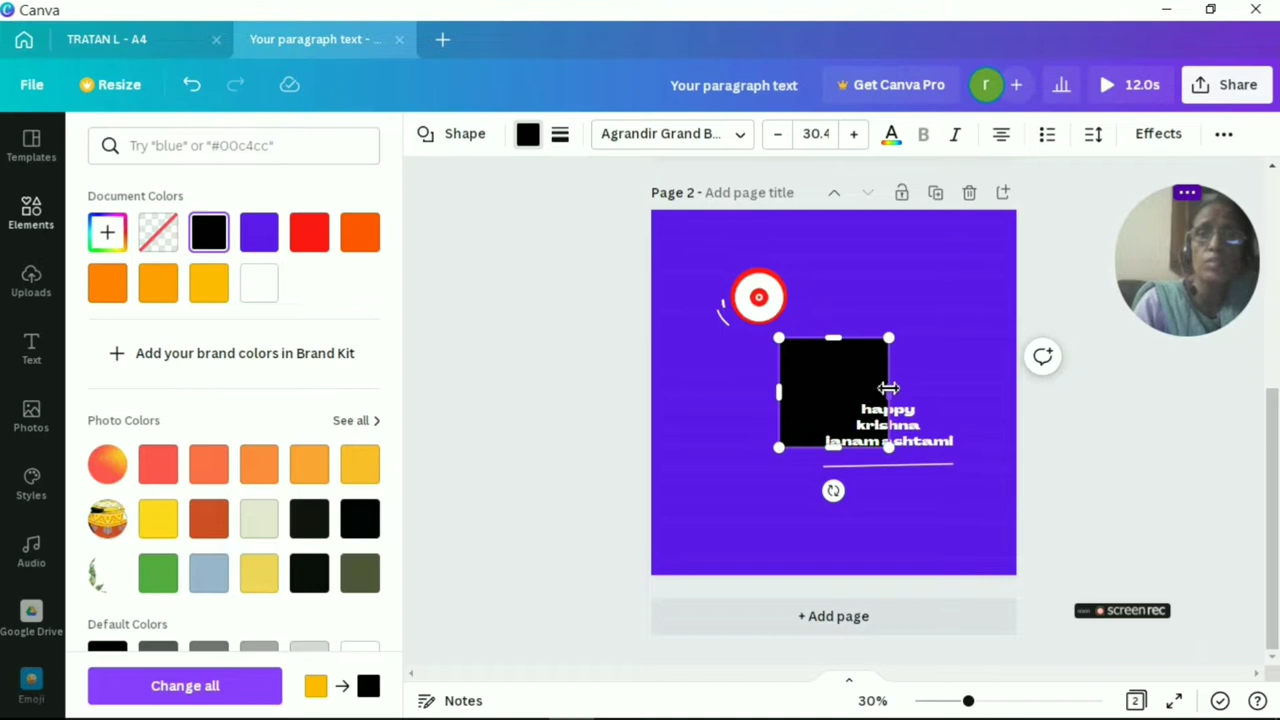 Canva
TRATAN L - A4
Your paragraph text - ...
File
Resize
Your paragraph text
Get Canva Pro
r
12.0s
Share
Templates
Elements
Uploads
Text
Photos
Styles
Audio
Google Drive
Emoji
Try "blue" or "#00c4cc"
Document Colors
Add your brand colors in Brand Kit
Photo Colors
See all
Default Colors
Change all
Shape
Agrandir Grand B...
30.4
A
B
I
Effects
Page 2 - Add page title
happy
krishna
janam ashtami
+ Add page
screenrec
Notes
30%
2